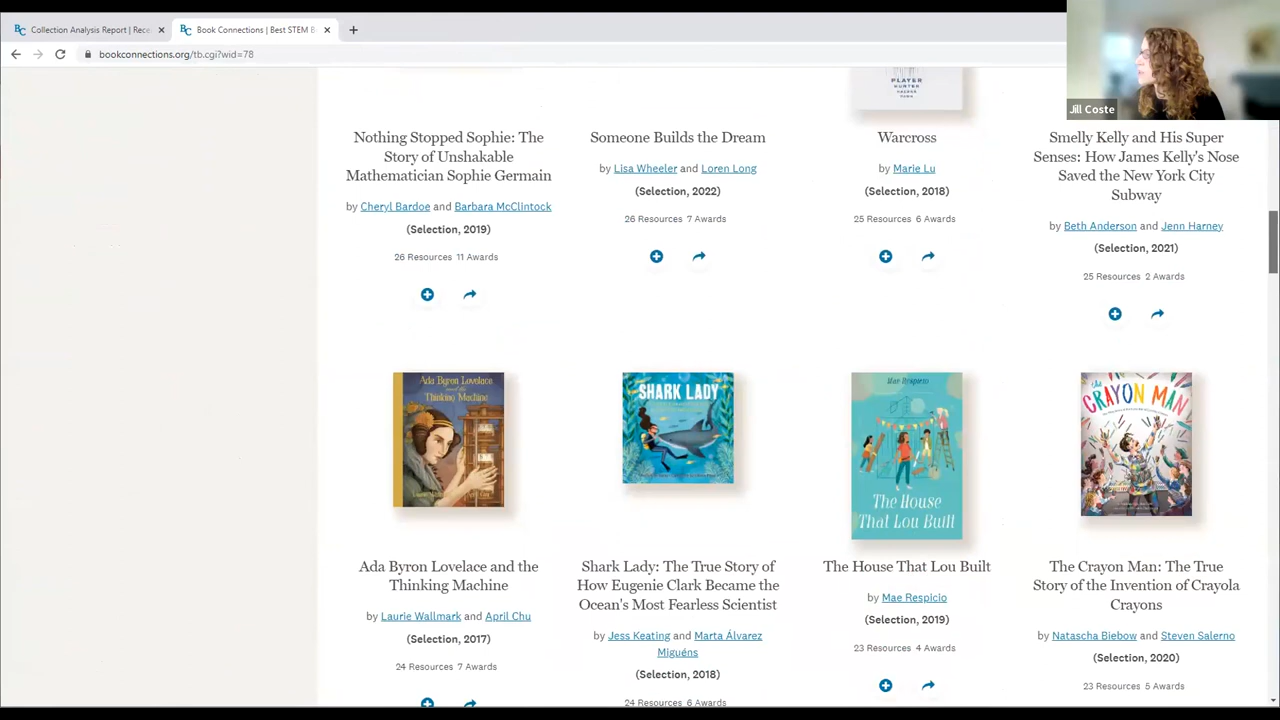 Collection Analysis Report | Rece
Book Connections | Best STEM B
bookconnections.org/tb.cgi?wid=78
Jill Coste
PLAYER
HUNTER
HACKER
PAWN
Nothing Stopped Sophie: The
Story of Unshakable
Mathematician Sophie Germain
by Cheryl Bardoe and Barbara McClintock
(Selection, 2019)
26 Resources 11 Awards
Someone Builds the Dream
by Lisa Wheeler and Loren Long
(Selection, 2022)
26 Resources 7 Awards
Warcross
by Marie Lu
(Selection, 2018)
25 Resources 6 Awards
Smelly Kelly and His Super
Senses: How James Kelly's Nose
Saved the New York City
Subway
by Beth Anderson and Jenn Harney
(Selection, 2021)
25 Resources 2 Awards
Ada Byron Lovelace
and the
Thinking Machine
SHARK LADY
Mae Respicio
The House
That Lou Built
The
CRAYON MAN
Ada Byron Lovelace and the
Thinking Machine
by Laurie Wallmark and April Chu
(Selection, 2017)
24 Resources 7 Awards
Shark Lady: The True Story of
How Eugenie Clark Became the
Ocean's Most Fearless Scientist
by Jess Keating and Marta Álvarez
Miguéns
(Selection, 2018)
24 Resources 6 Awards
The House That Lou Built
by Mae Respicio
(Selection, 2019)
23 Resources 4 Awards
The Crayon Man: The True
Story of the Invention of Crayola
Crayons
by Natascha Biebow and Steven Salerno
(Selection, 2020)
23 Resources 5 Awards